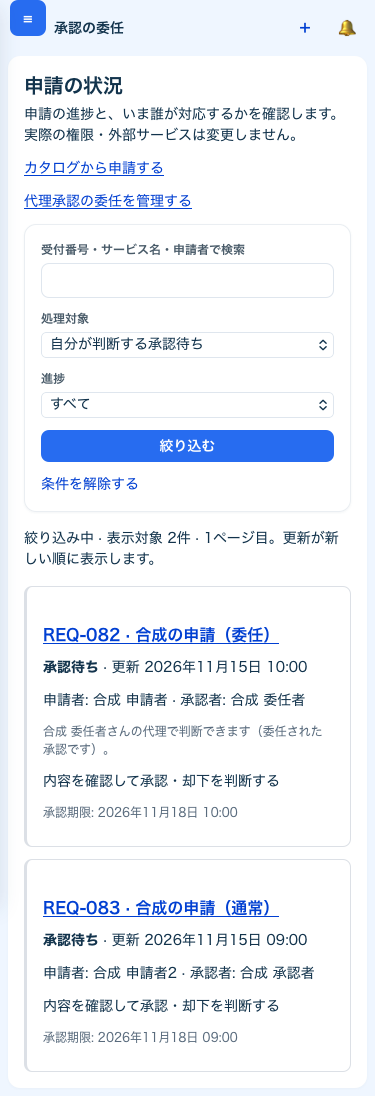 承認の委任
申請の状況
申請の進捗と、いま誰が対応するかを確認します。
実際の権限・外部サービスは変更しません。
カタログから申請する
代理承認の委任を管理する
受付番号・サービス名・申請者で検索
処理対象
自分が判断する承認待ち
進捗
すべて
絞り込む
条件を解除する
絞り込み中 · 表示対象 2件 · 1ページ目。更新が新
しい順に表示します。
REQ-082 · 合成の申請（委任）
承認待ち · 更新 2026年11月15日 10:00
申請者: 合成 申請者 · 承認者: 合成 委任者
合成 委任者さんの代理で判断できます（委任された
承認です）。
内容を確認して承認・却下を判断する
承認期限: 2026年11月18日 10:00
REQ-083 · 合成の申請（通常）
承認待ち · 更新 2026年11月15日 09:00
申請者: 合成 申請者2 · 承認者: 合成 承認者
内容を確認して承認・却下を判断する
承認期限: 2026年11月18日 09:00